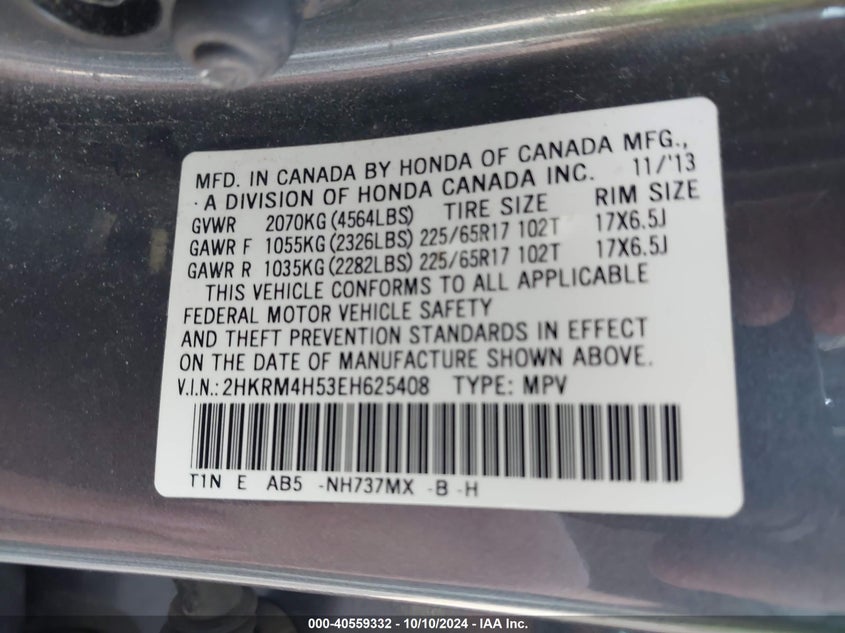 MFD. IN CANADA BY HONDA OF CANADA MFG.,
A DIVISION OF HONDA CANADA INC. 11/'13
GVWR 2070KG (4564LBS) TIRE SIZE RIM SIZE
GAWR F 1055KG (2326LBS) 225/65R17 102T 17X6.5J
GAWR R 1035KG (2282LBS) 225/65R17 102T 17X6.5J
THIS VEHICLE CONFORMS TO ALL APPLICABLE
FEDERAL MOTOR VEHICLE SAFETY
AND THEFT PREVENTION STANDARDS IN EFFECT
ON THE DATE OF MANUFACTURE SHOWN ABOVE.
V.I.N.: 2HKRM4H53EH625408 TYPE: MPV
T1N E AB5 -NH737MX -B -H
000-40559332 - 10/10/2024 - IAA Inc.